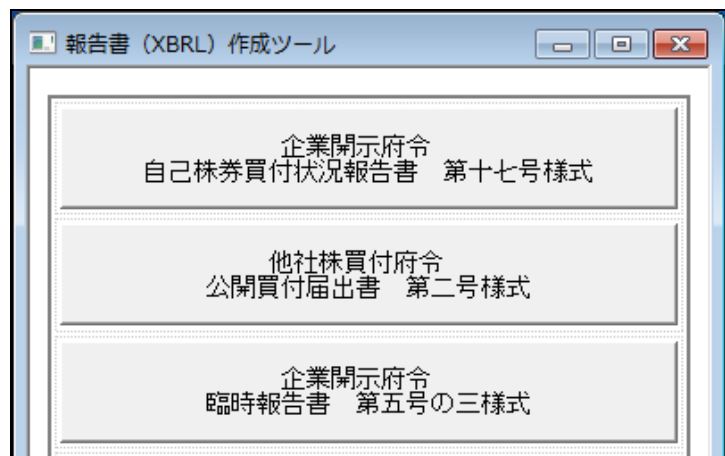 報告書（XBRL）作成ツール
企業開示府令
自己株券買付状況報告書　第十七号様式
他社株買付府令
公開買付届出書　第二号様式
企業開示府令
臨時報告書　第五号の三様式